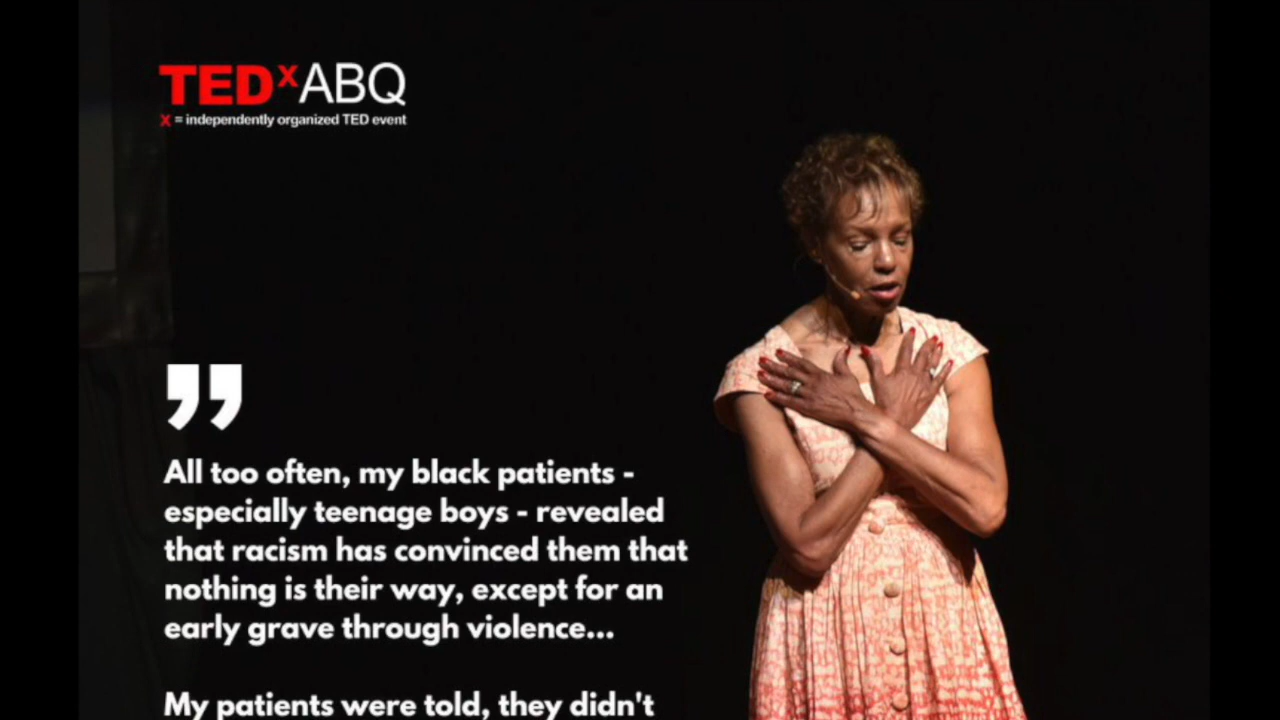 TEDxABQ
x = independently organized TED event
”
All too often, my black patients -
especially teenage boys - revealed
that racism has convinced them that
nothing is their way, except for an
early grave through violence...
My patients were told, they didn't